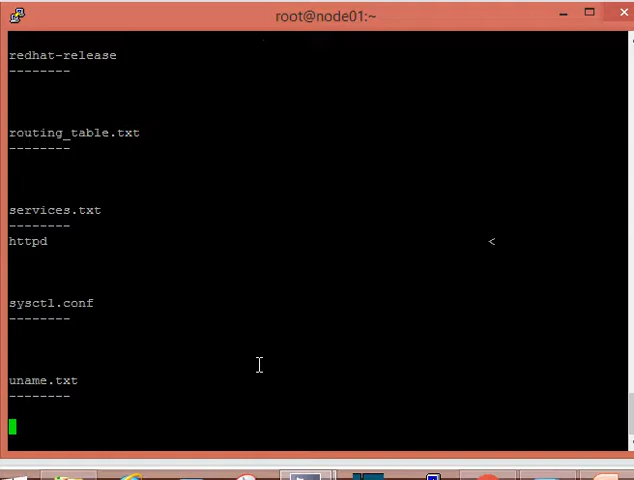 root@node01:~
redhat-release
--------
routing_table.txt
--------
services.txt
--------
httpd <
sysctl.conf
--------
uname.txt
--------